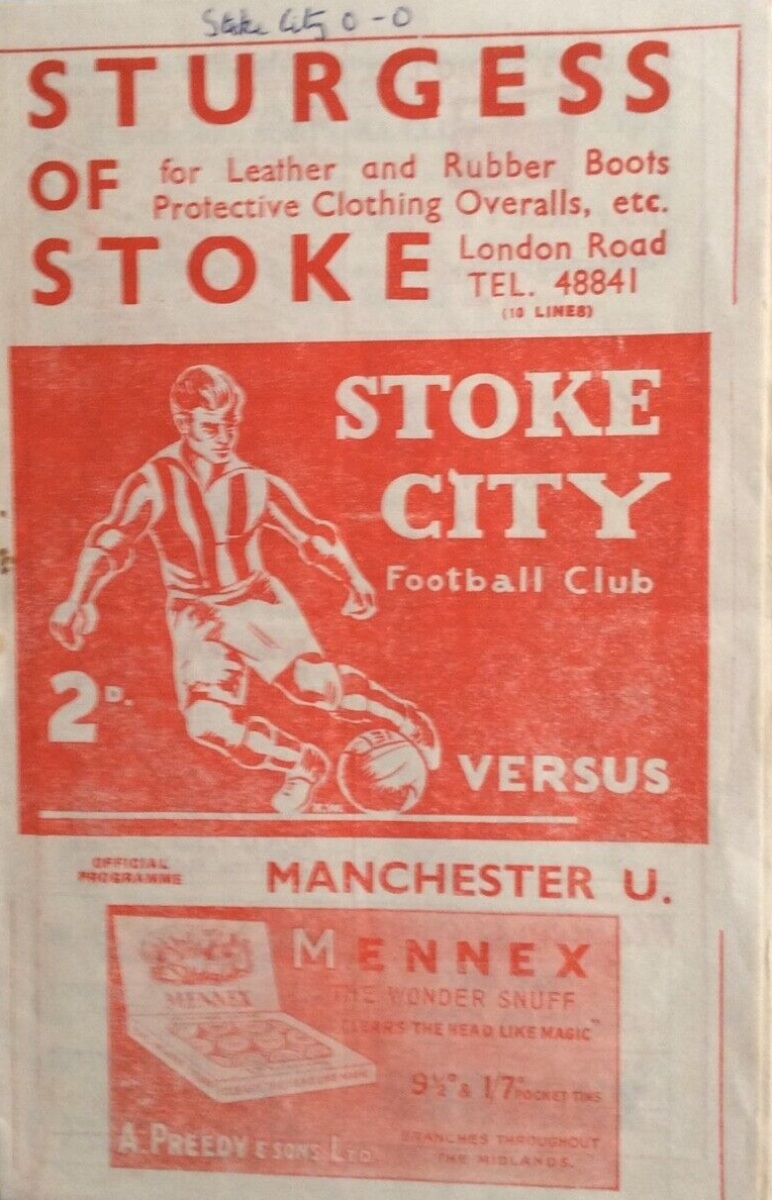 Stoke City 0-0
STURGESS
OF for Leather and Rubber Boots
Protective Clothing Overalls, etc.
STOKE London Road
TEL. 48841
(10 LINES)
STOKE
CITY
Football Club
2D.
VERSUS
OFFICIAL
PROGRAMME
MANCHESTER U.
MENNEX
MENNEX
THE WONDER SNUFF
"CLEARS THE HEAD LIKE MAGIC"
9½D & 1/7D POCKET TINS
A. PREEDY & SONS LTD.
BRANCHES THROUGHOUT
THE MIDLANDS.